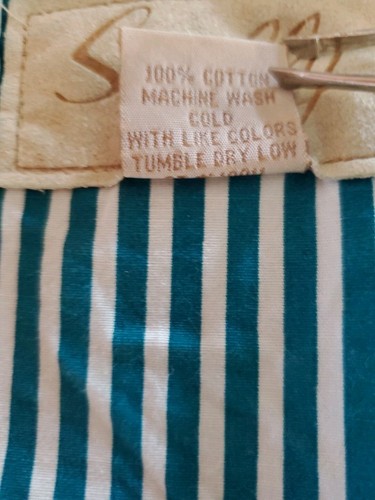 100% COTTON
MACHINE WASH
COLD
WITH LIKE COLORS
TUMBLE DRY LOW